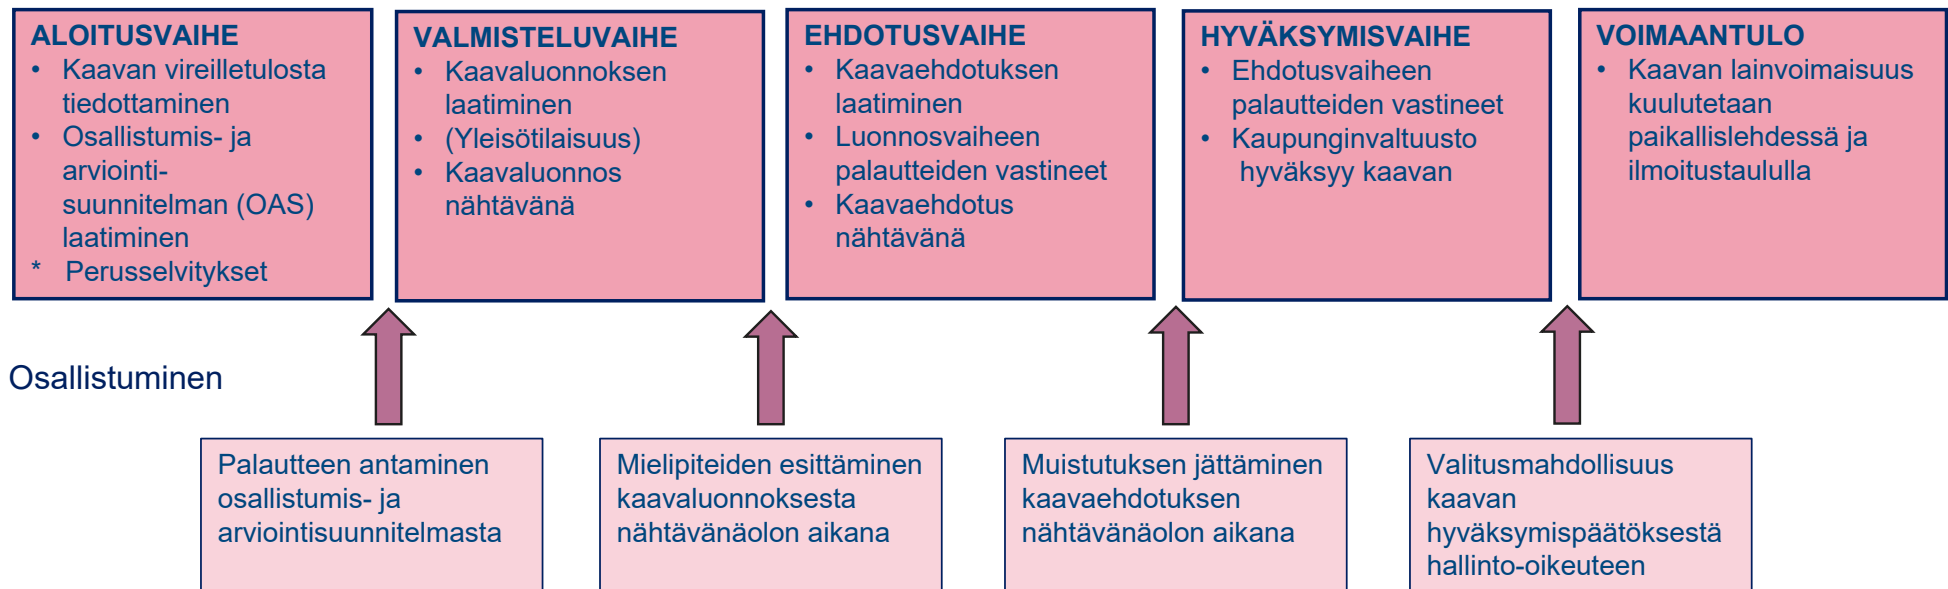 ALOITUSVAIHE
• Kaavan vireilletulosta
tiedottaminen
• Osallistumis- ja
arviointi-
suunnitelman (OAS)
laatiminen
* Perusselvitykset
VALMISTELUVAIHE
• Kaavaluonnoksen
laatiminen
• (Yleisötilaisuus)
• Kaavaluonnos
nähtävänä
EHDOTUSVAIHE
• Kaavaehdotuksen
laatiminen
• Luonnosvaiheen
palautteiden vastineet
• Kaavaehdotus
nähtävänä
HYVÄKSYMISVAIHE
• Ehdotusvaiheen
palautteiden vastineet
• Kaupunginvaltuusto
hyväksyy kaavan
VOIMAANTULO
• Kaavan lainvoimaisuus
kuulutetaan
paikallislehdessä ja
ilmoitustaululla
Osallistuminen
Palautteen antaminen
osallistumis- ja
arviointisuunnitelmasta
Mielipiteiden esittäminen
kaavaluonnoksesta
nähtävänäolon aikana
Muistutuksen jättäminen
kaavaehdotuksen
nähtävänäolon aikana
Valitusmahdollisuus
kaavan
hyväksymispäätöksestä
hallinto-oikeuteen